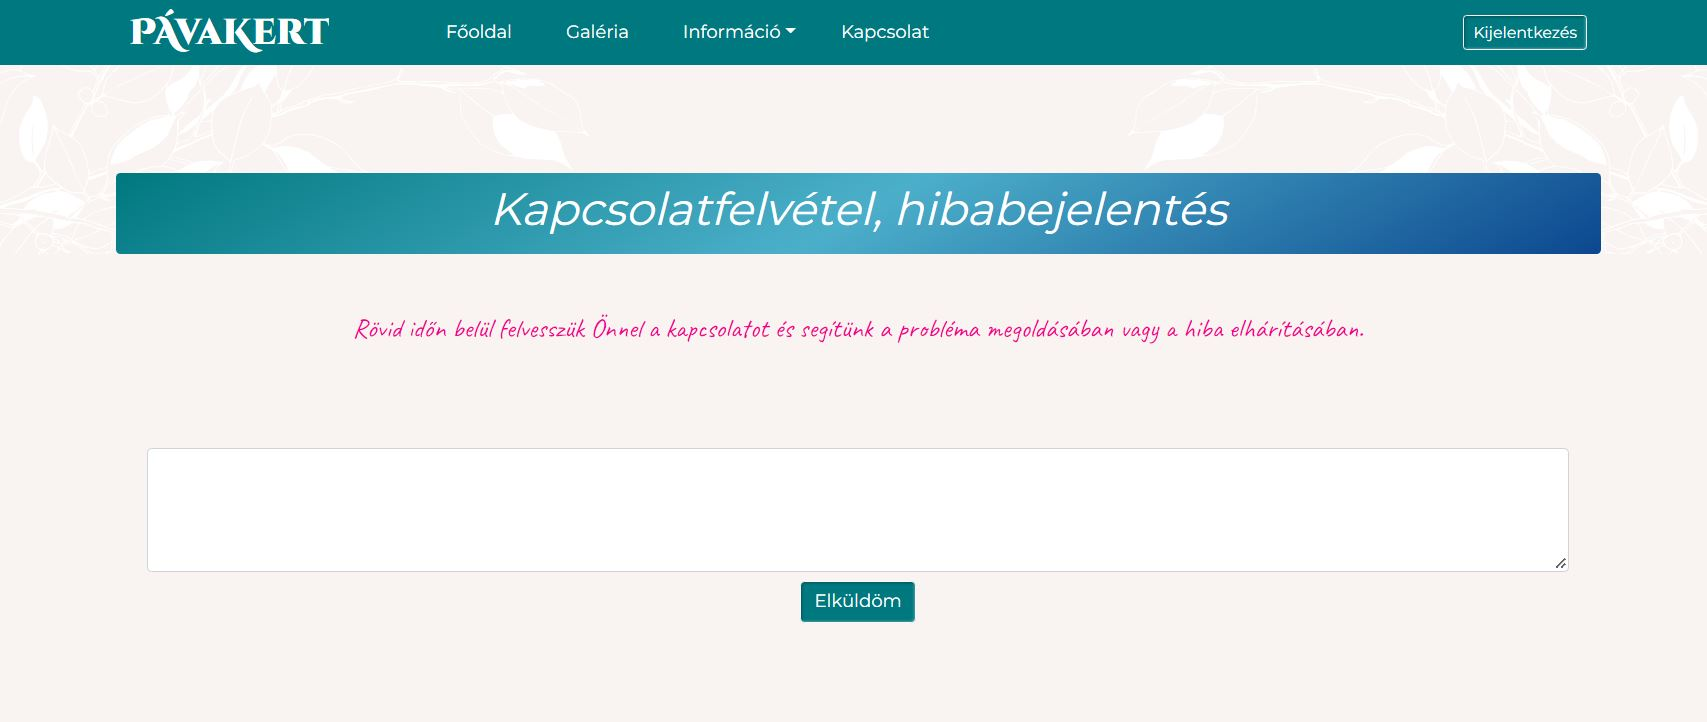 PÁVAKERT
Főoldal Galéria Információ Kapcsolat Kijelentkezés
Kapcsolatfelvétel, hibabejelentés
Rövid időn belül felvesszük Önnel a kapcsolatot és segítünk a probléma megoldásában vagy a hiba elhárításában.
Elküldöm